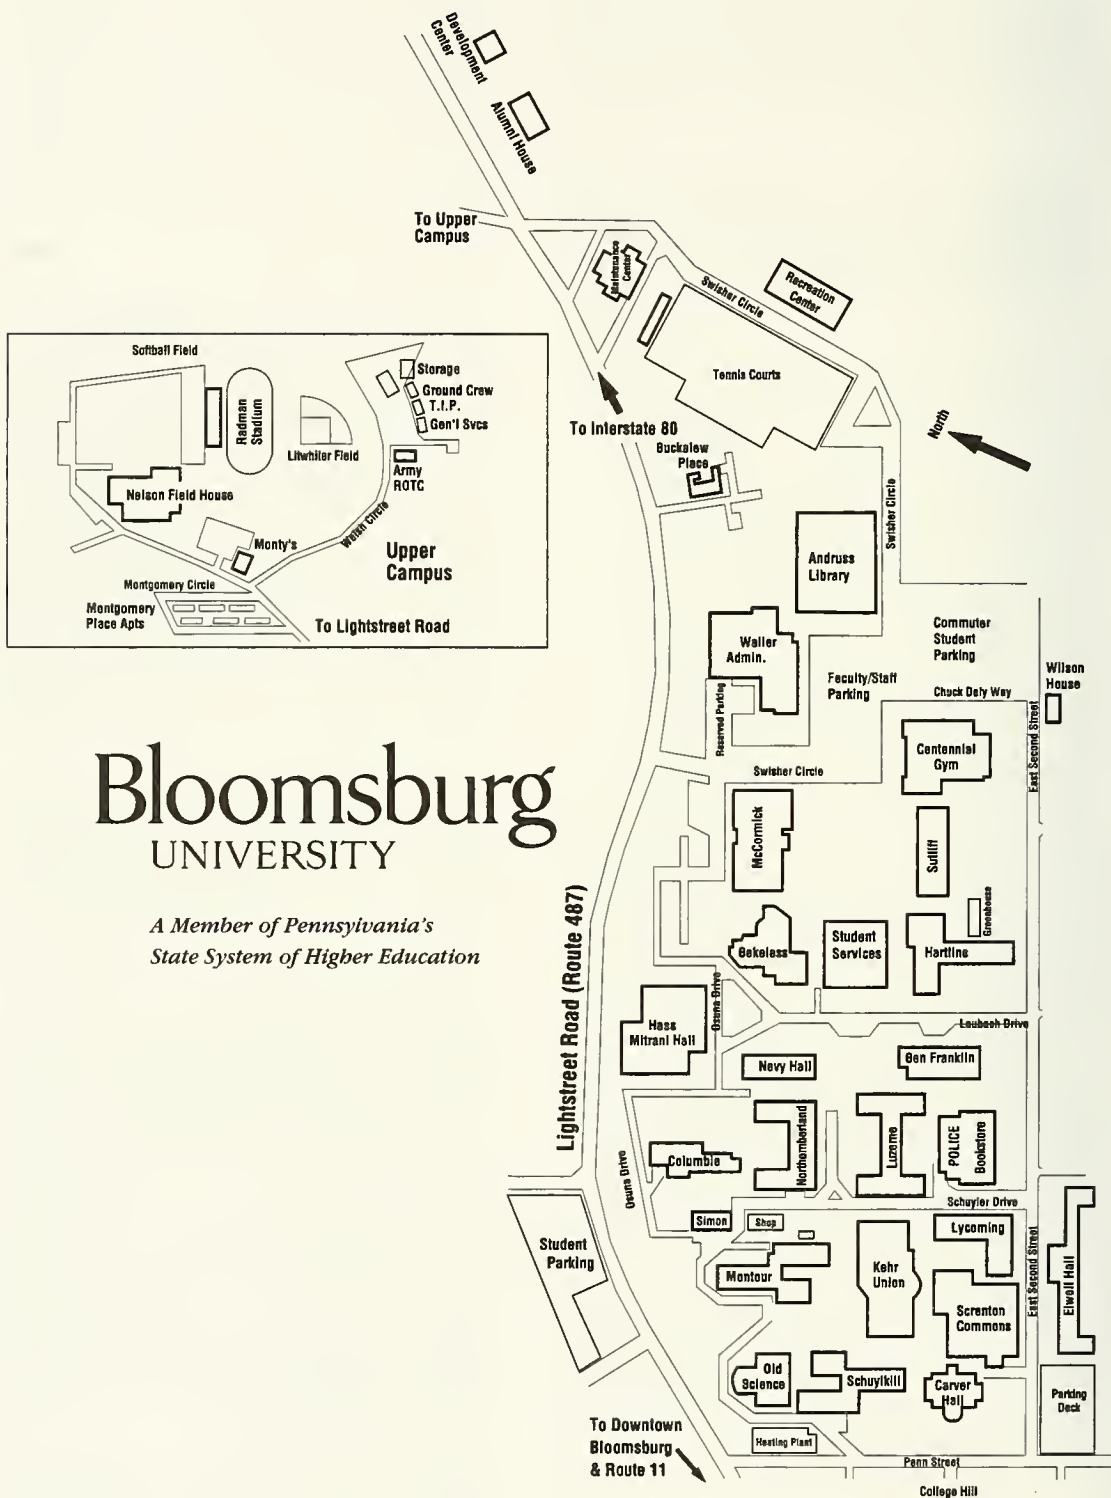 Development
Center
Alumni House
To Upper
Campus
Maintenance
Center
Swisher Circle
Recreation
Center
Tennis Courts
To Interstate 80
North
Buckalew
Place
Swisher Circle
Andruss
Library
Softball Field
Redman
Stadium
Litwhiler Field
Storage
Ground Crew
T.I.P.
Gen'l Svcs
Army
ROTC
Nelson Field House
Monty's
Welsh Circle
Upper
Campus
Montgomery Circle
Montgomery
Place Apts
To Lightstreet Road
Waller
Admin.
Reserved Parking
Faculty/Staff
Parking
Commuter
Student
Parking
Chuck Daly Way
Wilson
House
East Second Street
Centennial
Gym
Swisher Circle
Bloomsburg
UNIVERSITY
A Member of Pennsylvania's
State System of Higher Education
McCormick
Sutliff
Greenhouse
Bakeless
Student
Services
Hartline
Lightstreet Road (Route 487)
Osuna Drive
Haas
Mitrani Hall
Laubach Drive
Navy Hall
Ben Franklin
Northumberland
Luzerne
POLICE
Bookstore
Columbia
Osuna Drive
Schuyler Drive
Simon
Shop
Lycoming
Student
Parking
Montour
Kehr
Union
Scranton
Commons
East Second Street
Elwell Hall
Old
Science
Schuylkill
Carver
Hall
Parking
Deck
To Downtown
Bloomsburg
& Route 11
Heating Plant
Penn Street
College Hill